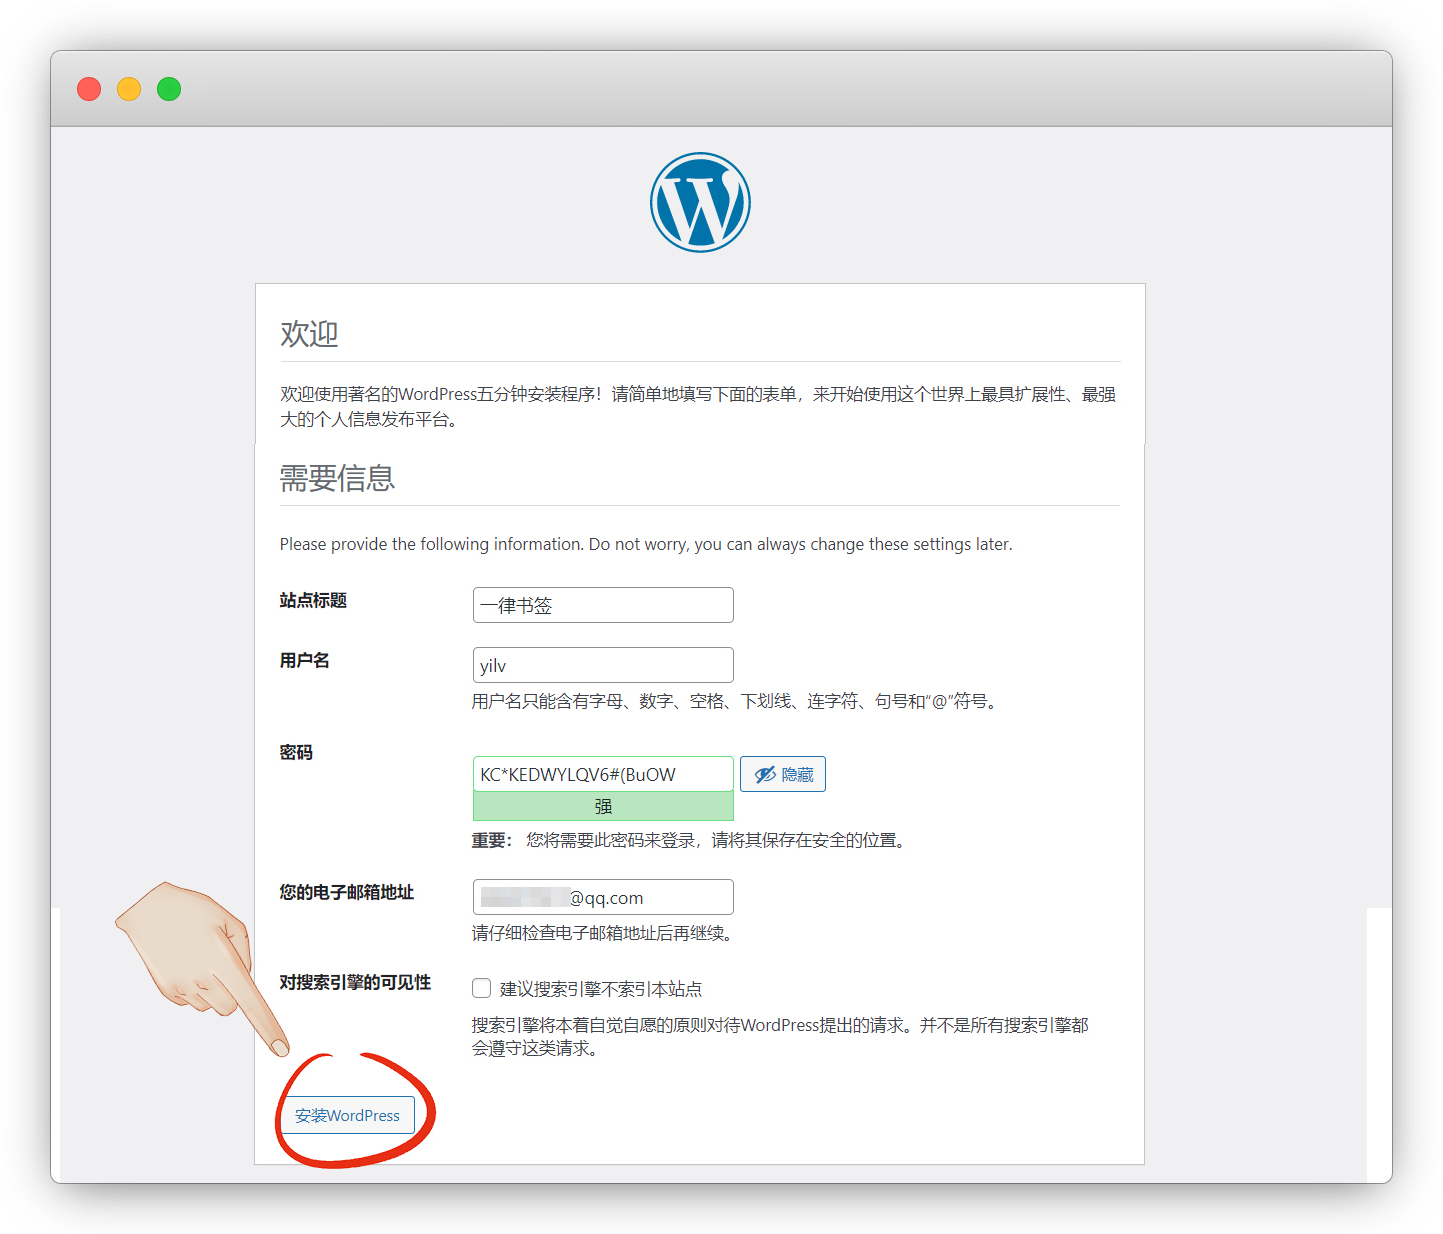 欢迎
欢迎使用著名的WordPress五分钟安装程序！请简单地填写下面的表单，来开始使用这个世界上最具扩展性、最强
大的个人信息发布平台。
需要信息
Please provide the following information. Do not worry, you can always change these settings later.
站点标题
一律书签
用户名
yilv
用户名只能含有字母、数字、空格、下划线、连字符、句号和“@”符号。
密码
KC*KEDWYLQV6#(BuOW
隐藏
强
重要： 您将需要此密码来登录，请将其保存在安全的位置。
您的电子邮箱地址
@qq.com
请仔细检查电子邮箱地址后再继续。
对搜索引擎的可见性
建议搜索引擎不索引本站点
搜索引擎将本着自觉自愿的原则对待WordPress提出的请求。并不是所有搜索引擎都
会遵守这类请求。
安装WordPress